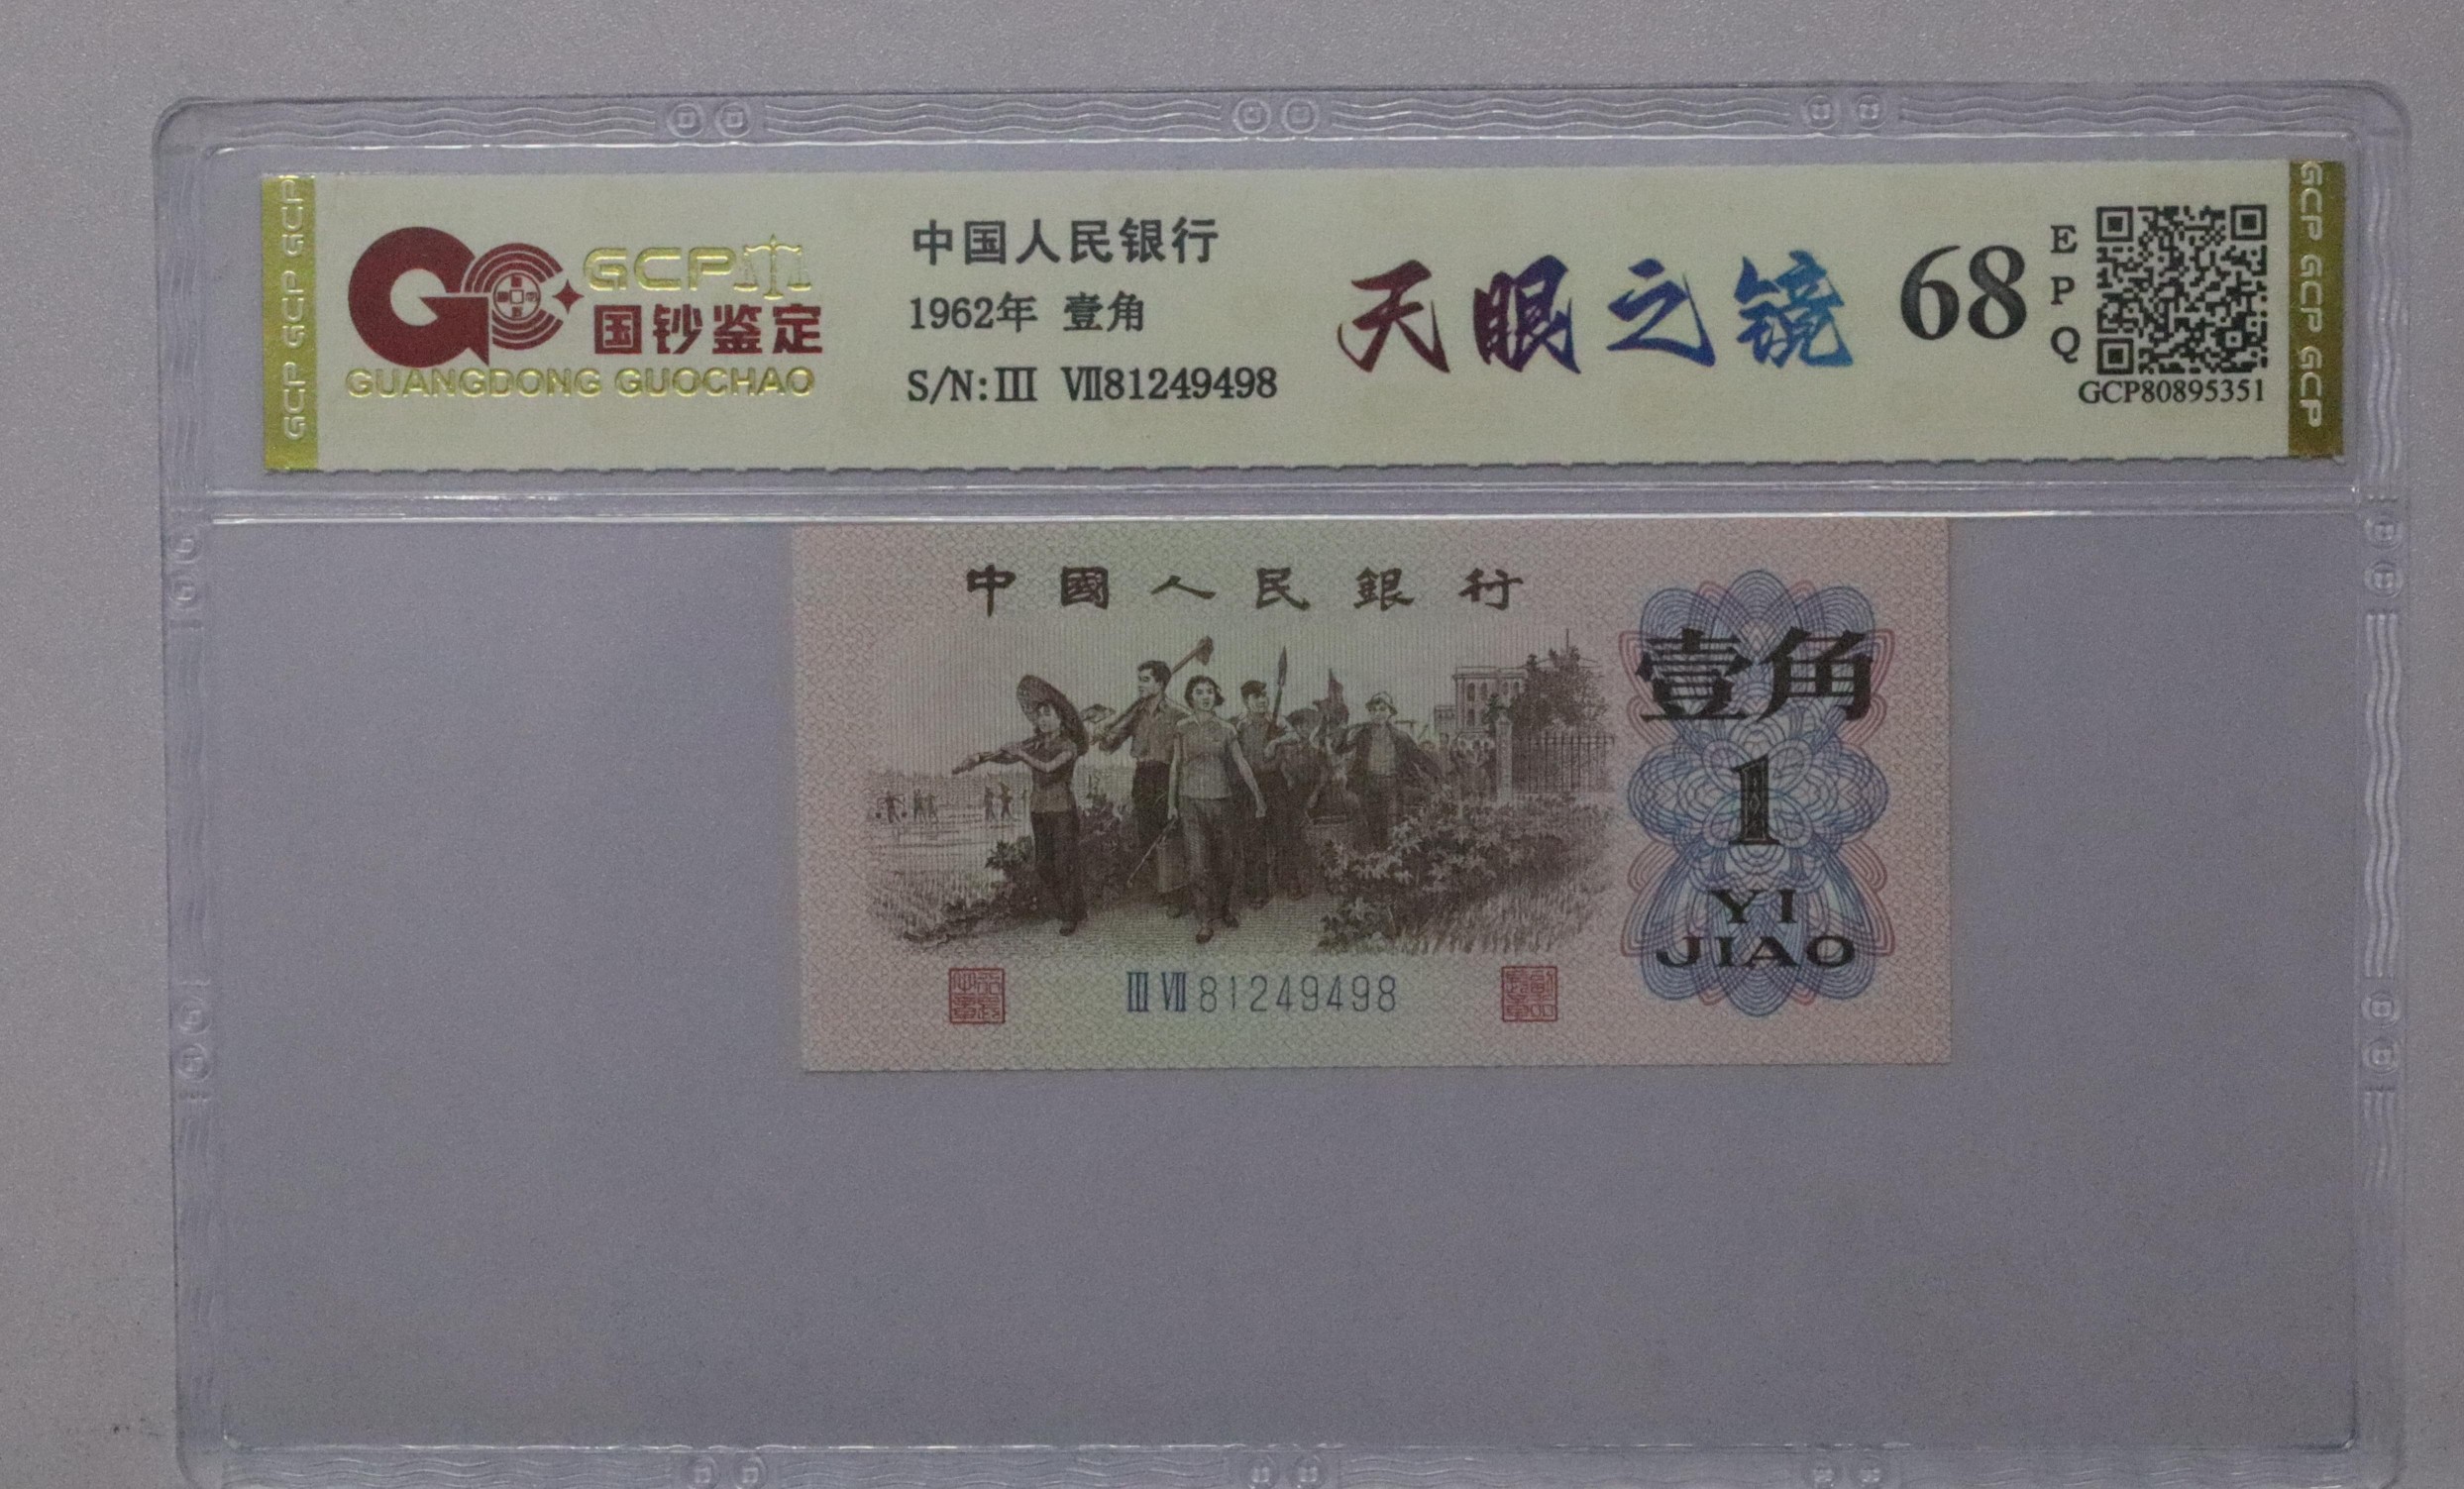 GCP GCP GCP
GCP
国钞鉴定
GUANGDONG GUOCHAO
中国人民银行
1962年 壹角
S/N:III VII81249498
天眼之镜
68
EPQ
GCP80895351
GCP GCP GCP
中國人民銀行
壹角
1
YI
JIAO
III VII 81249498